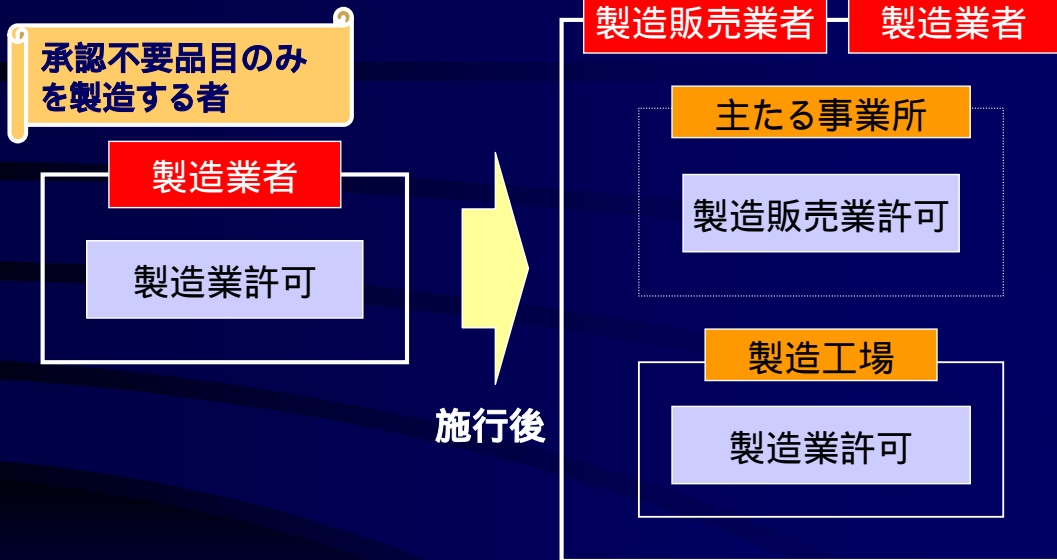 承認不要品目のみ
を製造する者
製造業者
製造業許可
施行後
製造販売業者
製造業者
主たる事業所
製造販売業許可
製造工場
製造業許可